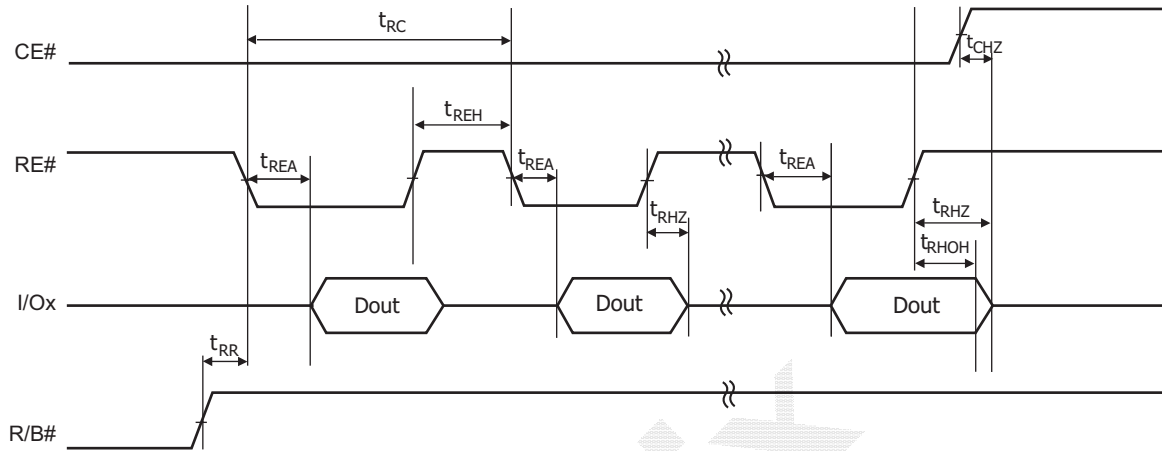 tRC
CE#
tCHZ
tREH
RE#
tREA
tREA
tREA
tRHZ
tRHZ
tRHOH
I/Ox
Dout
Dout
Dout
tRR
R/B#